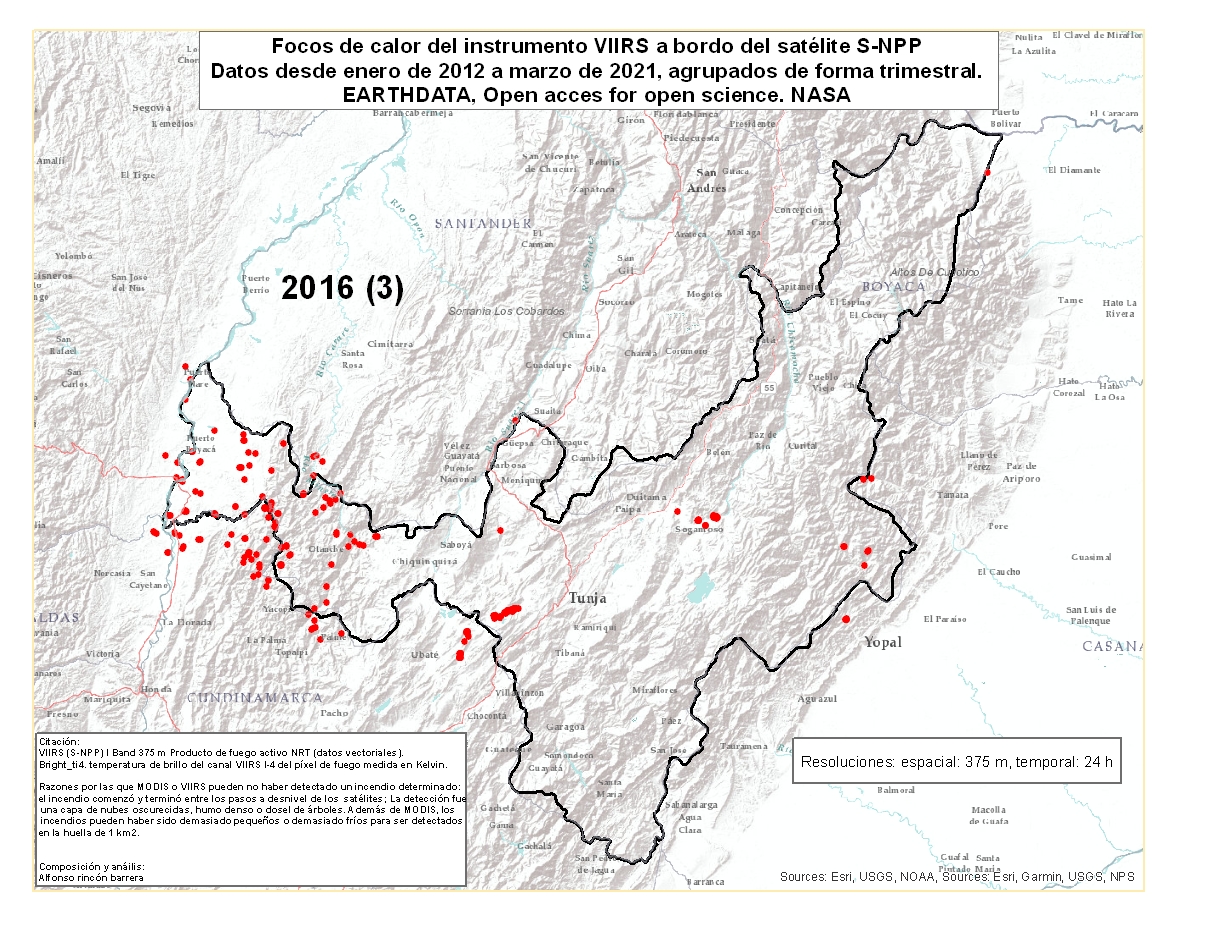 Focos de calor del instrumento VIIRS a bordo del satélite S-NPP
Datos desde enero de 2012 a marzo de 2021, agrupados de forma trimestral.
EARTHDATA, Open acces for open science. NASA
Nulita
El Clavel de Miraflor
La Azulita
Segovia
Remedios
Barrancabermeja
Girón
Floridablanca
Piedecuesta
Presidente
Puerto
Bolívar
El Caracara
Amalfi
El Tigre
San Vicente
de Chucurí
Betulia
Zapatoca
San
Andrés
Guaca
El Diamante
Río Opón
SANTANDER
El
Carmen
Concepción
Carcasí
Aratoca
Málaga
Yolombo
Cisneros
San José
del Nus
Puerto
Berrío
2016 (3)
San
Gil
Mogotes
Capitanejo
Altos De Cumotico
BOYACÁ
El Espino
El Cocuy
Tame
Hato La
Rivera
Serranía Los Cobardes
Socorro
San
Rafael
San
Carlos
Río Carare
Cimitarra
Santa
Rosa
Chima
Guadalupe
Oiba
Charalá
Coromoro
Soatá
Río Chicamocha
55
Pueblo
Viejo
Hato
Corozal
Hato
La Osa
Puerto
Nare
Suaita
Puerto
Boyacá
Vélez
Guayatá
Puente
Nacional
Güepsa
Chitaraque
Barbosa
Gambita
Moniquirá
Paz de
Río
Belén
Curital
Llano de
Pérez
Paz de
Ariporo
Duitama
Paipa
Sogamoso
Támara
Pore
Otanche
Saboyá
Chiquinquirá
Guasimal
El Caucho
Norcasia
San
Cayetano
CALDAS
Yacopí
La Dorada
Tunja
Ramiriquí
San Luis de
Palenque
El Paraíso
Yopal
CASANA
La Palma
Topaipí
Paime
Ubaté
Tibaná
Victoria
Honda
Mariquita
Fresno
CUNDINAMARCA
Pacho
Villapinzón
Chocontá
Miraflores
Aguazul
Garagoa
Páez
Guateque
Somondoco
Guayatá
San José
Tauramena
Santa
María
Gachetá
Gama
Gachalá
Sabanalarga
Agua
Clara
San Pedro
de Jagua
Barranca
Balmoral
Macolla
de Guafa
Guafal
Pintado
Santa
María
Citación:
VIIRS (S-NPP) I Band 375 m Producto de fuego activo NRT (datos vectoriales).
Bright_ti4. temperatura de brillo del canal VIIRS I-4 del píxel de fuego medida en Kelvin.
Razones por las que MODIS o VIIRS pueden no haber detectado un incendio determinado:
el incendio comenzó y terminó entre los pasos a desnivel de los satélites; La detección fue
una capa de nubes oscurecidas, humo denso o dosel de árboles. Además de MODIS, los
incendios pueden haber sido demasiado pequeños o demasiado fríos para ser detectados
en la huella de 1 km2.
Composición y anáilis:
Alfonso rincón barrera
Resoluciones: espacial: 375 m, temporal: 24 h
Sources: Esri, USGS, NOAA, Sources: Esri, Garmin, USGS, NPS